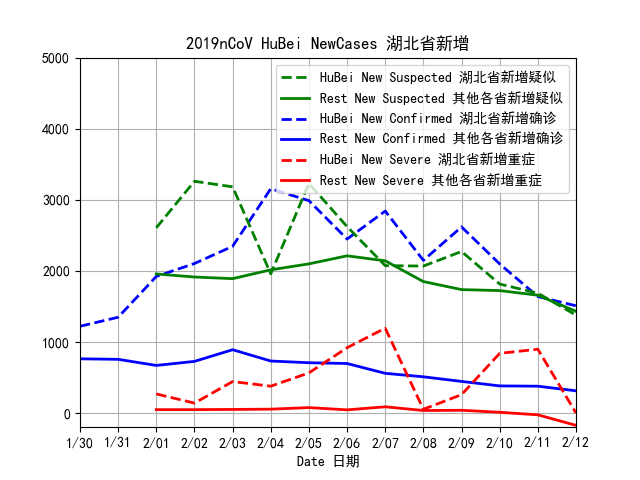 2019nCoV HuBei NewCases 湖北省新增
5000
4000
3000
2000
1000
0
HuBei New Suspected 湖北省新增疑似
Rest New Suspected 其他各省新增疑似
HuBei New Confirmed 湖北省新增确诊
Rest New Confirmed 其他各省新增确诊
HuBei New Severe 湖北省新增重症
Rest New Severe 其他各省新增重症
1/30 1/31 2/01 2/02 2/03 2/04 2/05 2/06 2/07 2/08 2/09 2/10 2/11 2/12
Date 日期